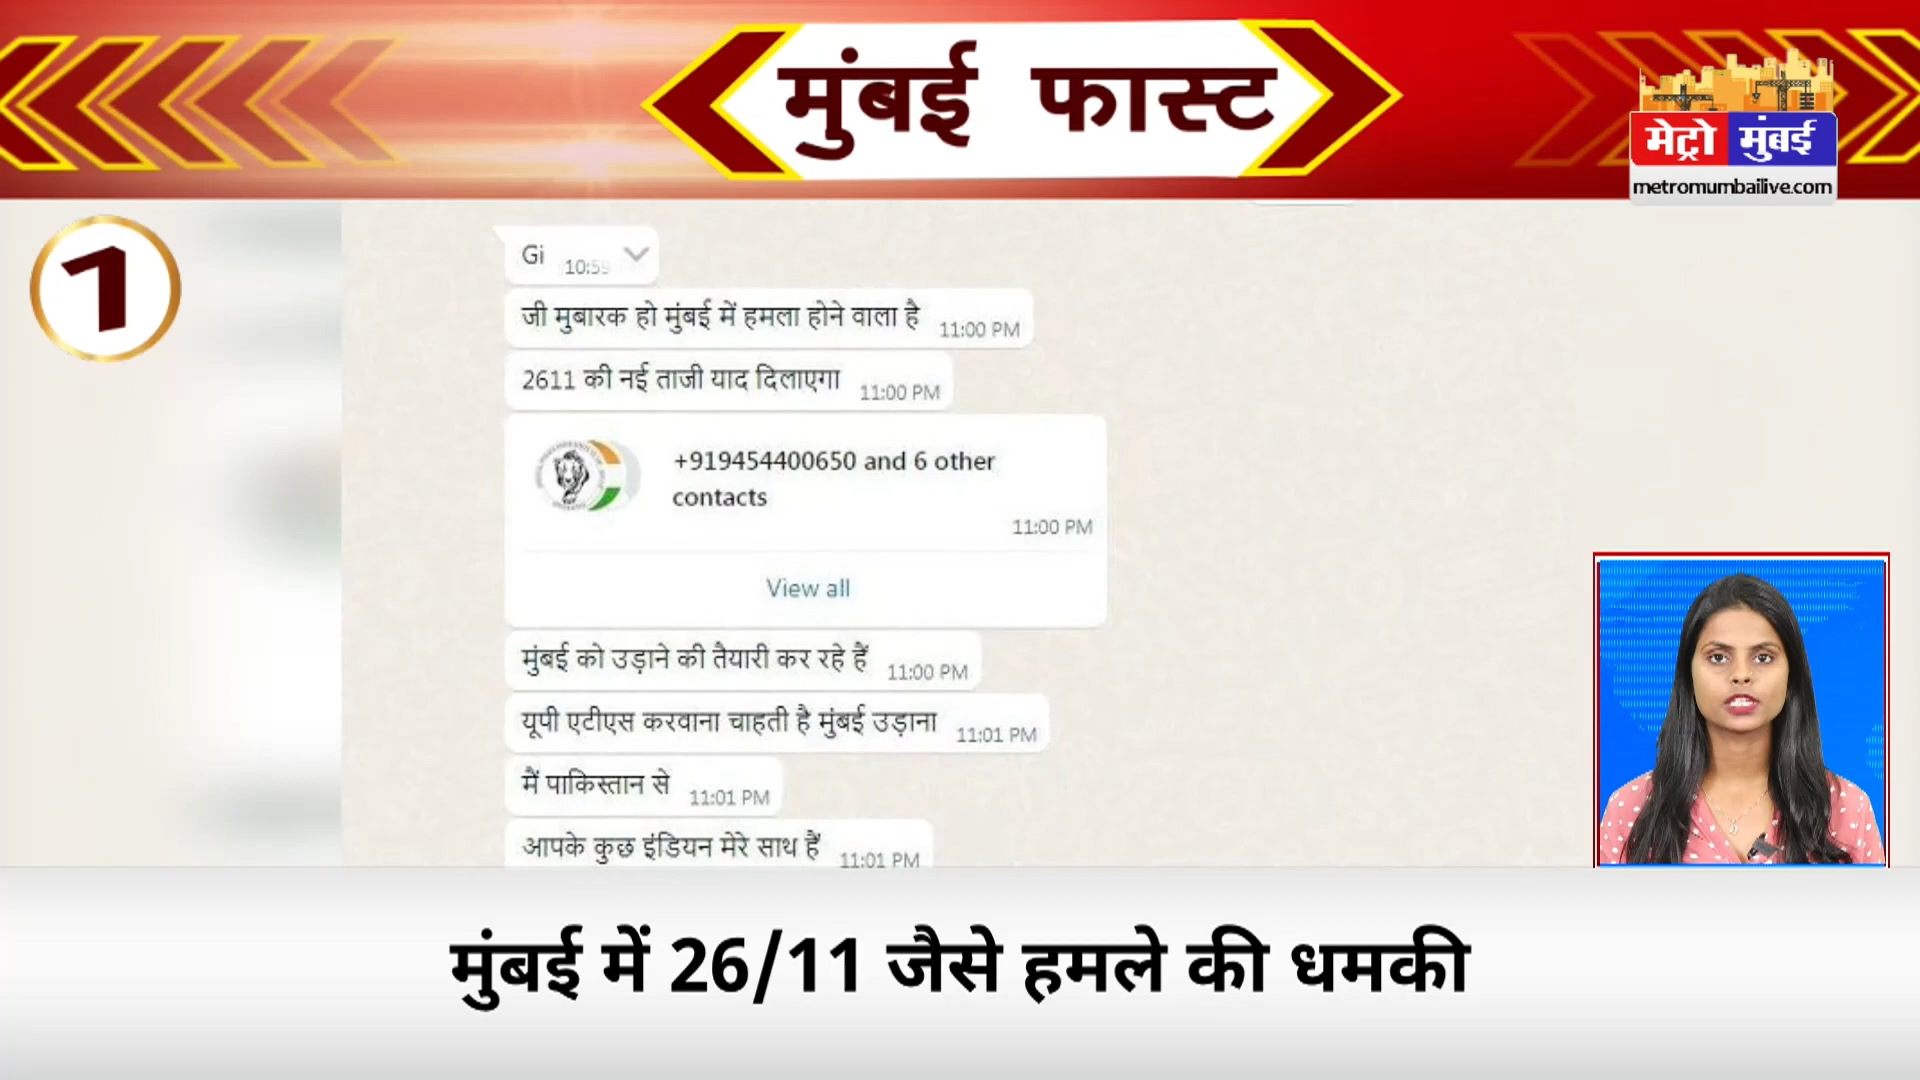 मुंबई फास्ट
मेट्रो मुंबई
metromumbailive.com
1
Gi
जी मुबारक हो मुंबई में हमला होने वाला है 11:00 PM
2611 की नई ताजी याद दिलाएगा 11:00 PM
+919454400650 and 6 other
contacts
11:00 PM
View all
मुंबई को उड़ाने की तैयारी कर रहे हैं 11:00 PM
यूपी एटीएस करवाना चाहती है मुंबई उड़ाना 11:01 PM
मैं पाकिस्तान से 11:01 PM
आपके कुछ इंडियन मेरे साथ हैं 11:01 PM
मुंबई में 26/11 जैसे हमले की धमकी